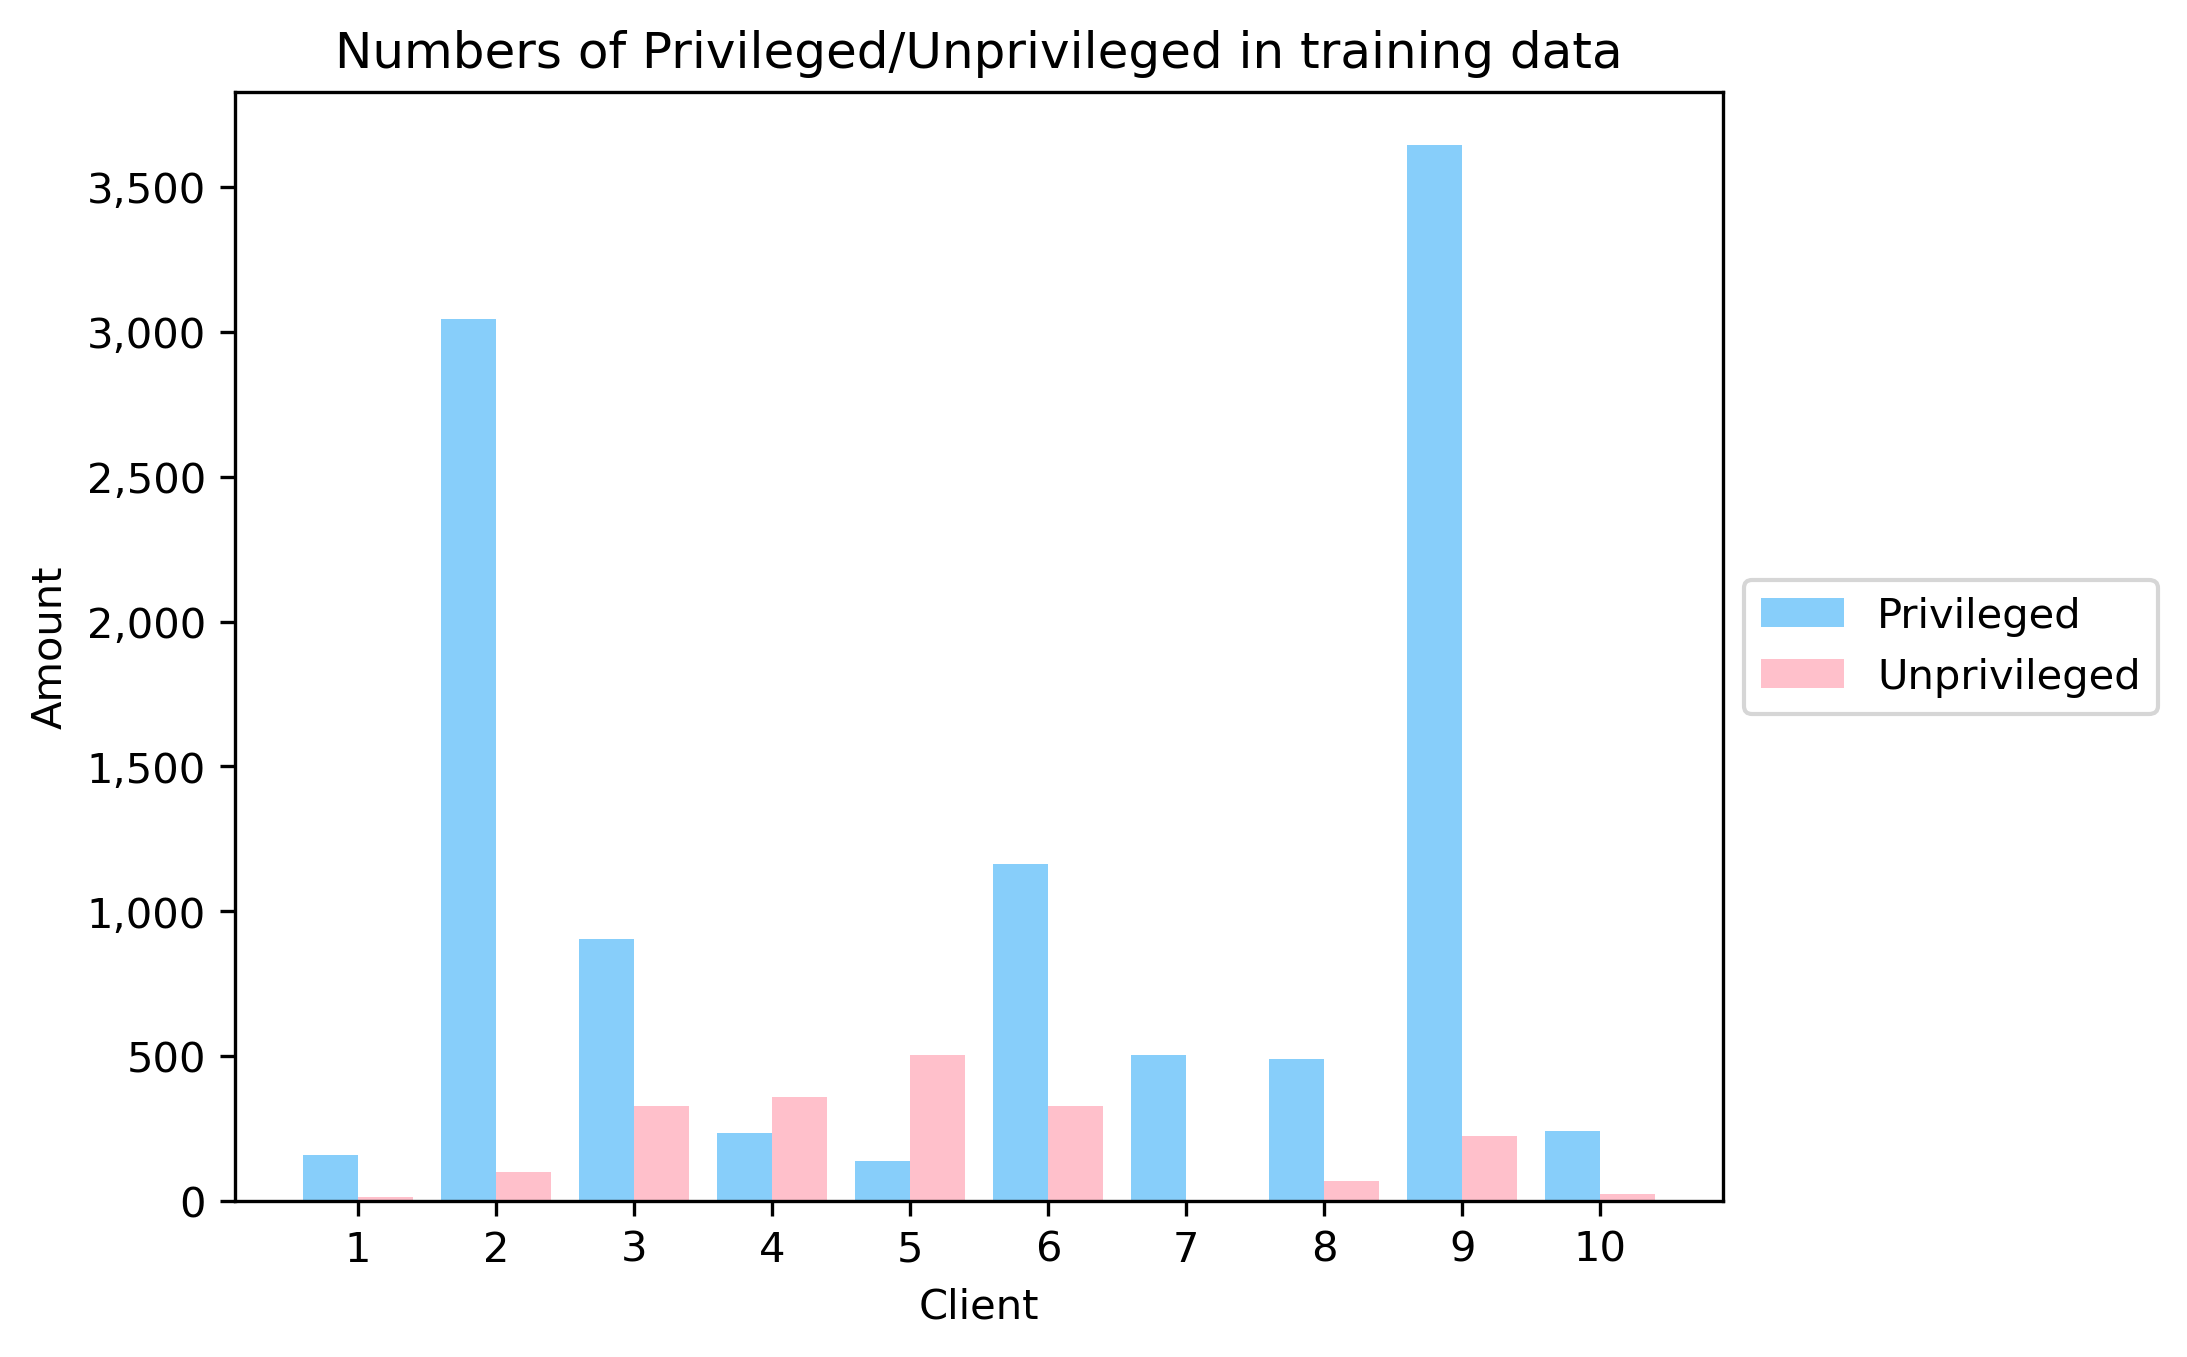 Numbers of Privileged/Unprivileged in training data
3,500
3,000
2,500
2,000
1,500
1,000
500
0
Amount
1 2 3 4 5 6 7 8 9 10
Client
Privileged
Unprivileged